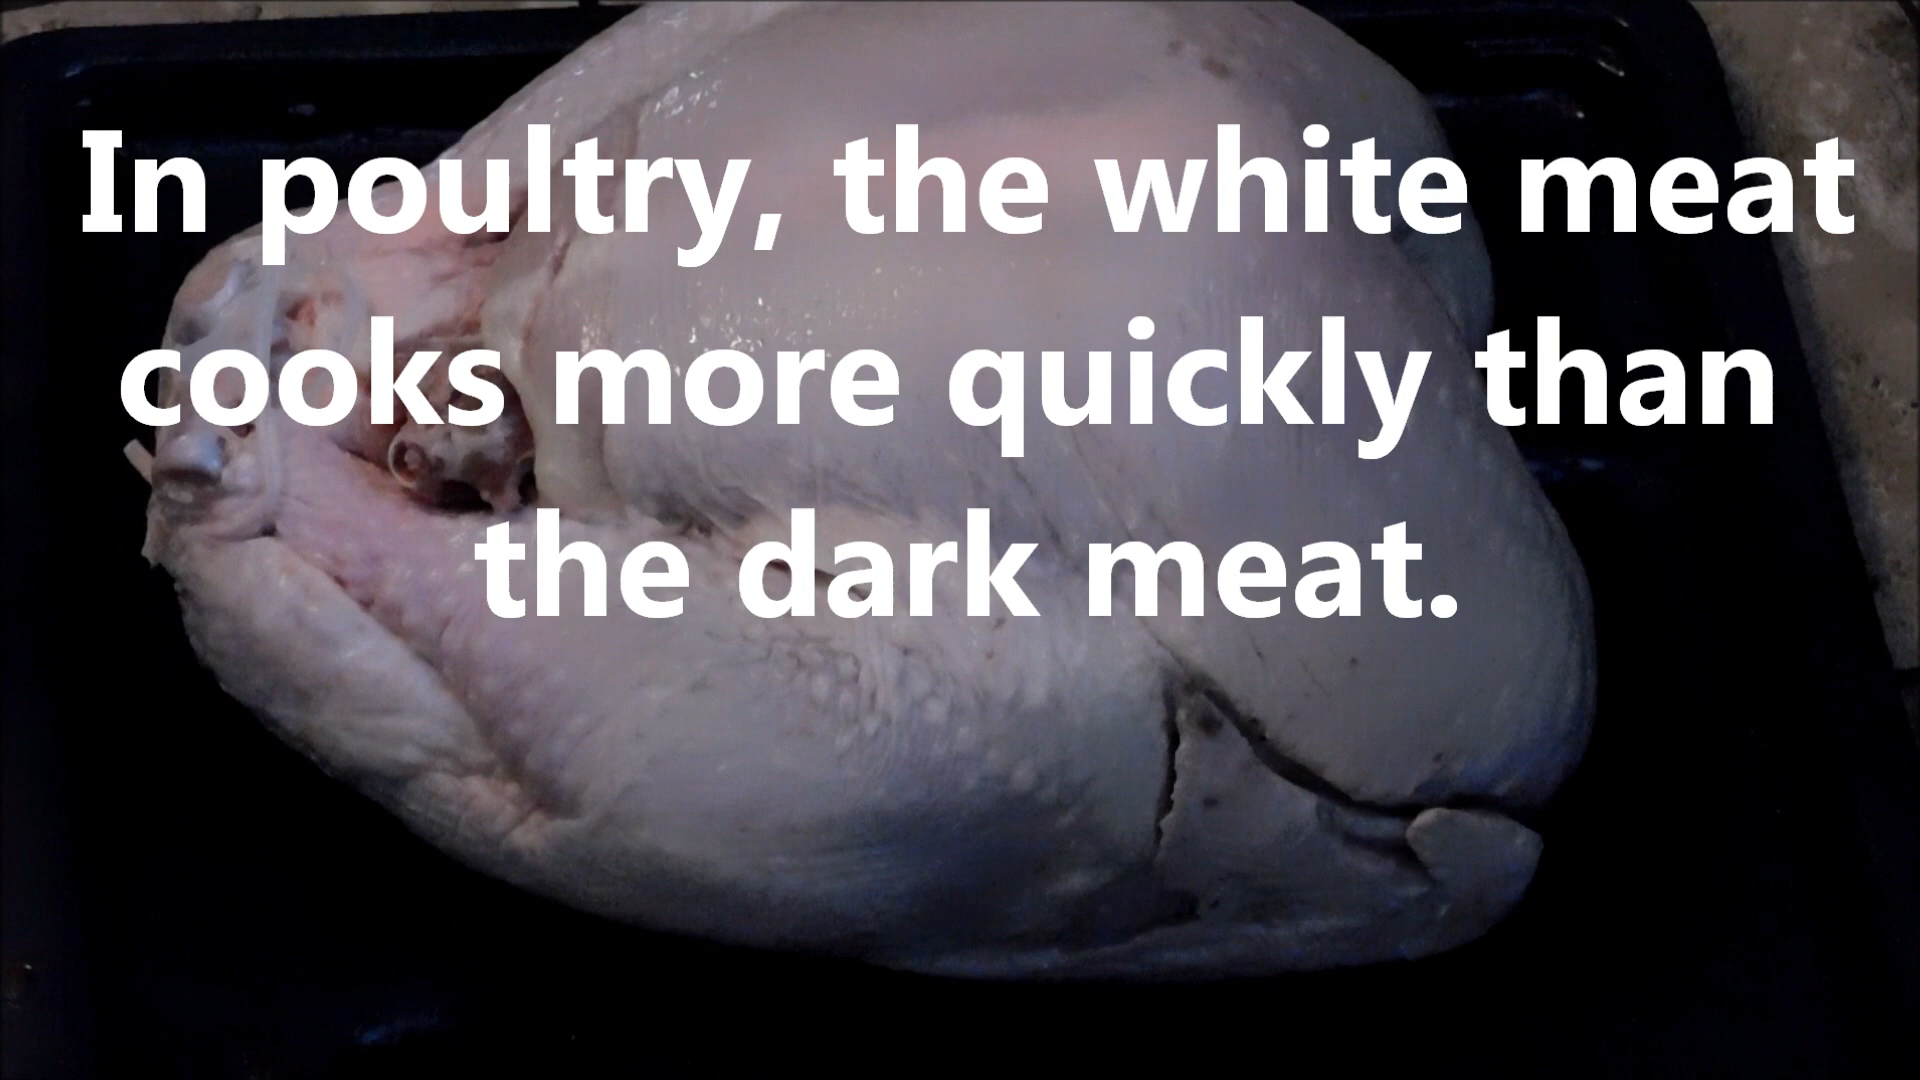 In poultry, the white meat
cooks more quickly than
the dark meat.